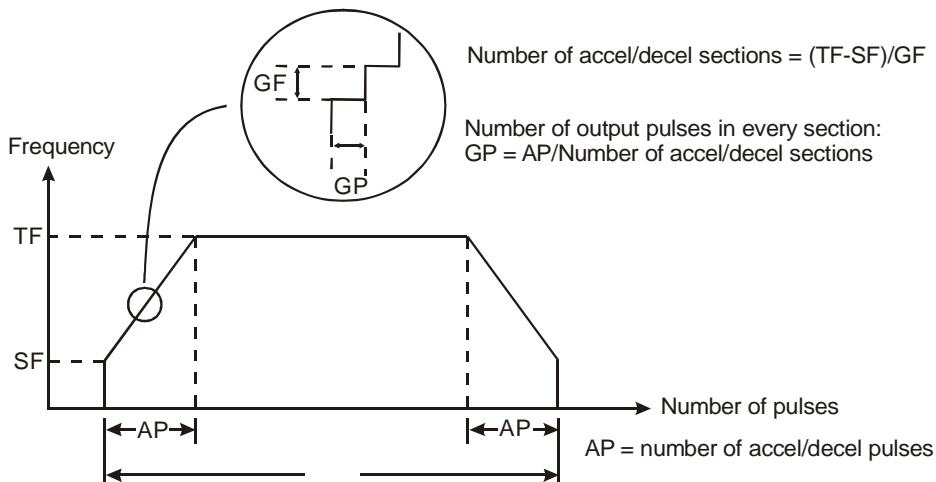 Number of accel/decel sections = (TF-SF)/GF
GF
Number of output pulses in every section:
GP = AP/Number of accel/decel sections
GP
Frequency
TF
SF
Number of pulses
AP
AP
AP = number of accel/decel pulses